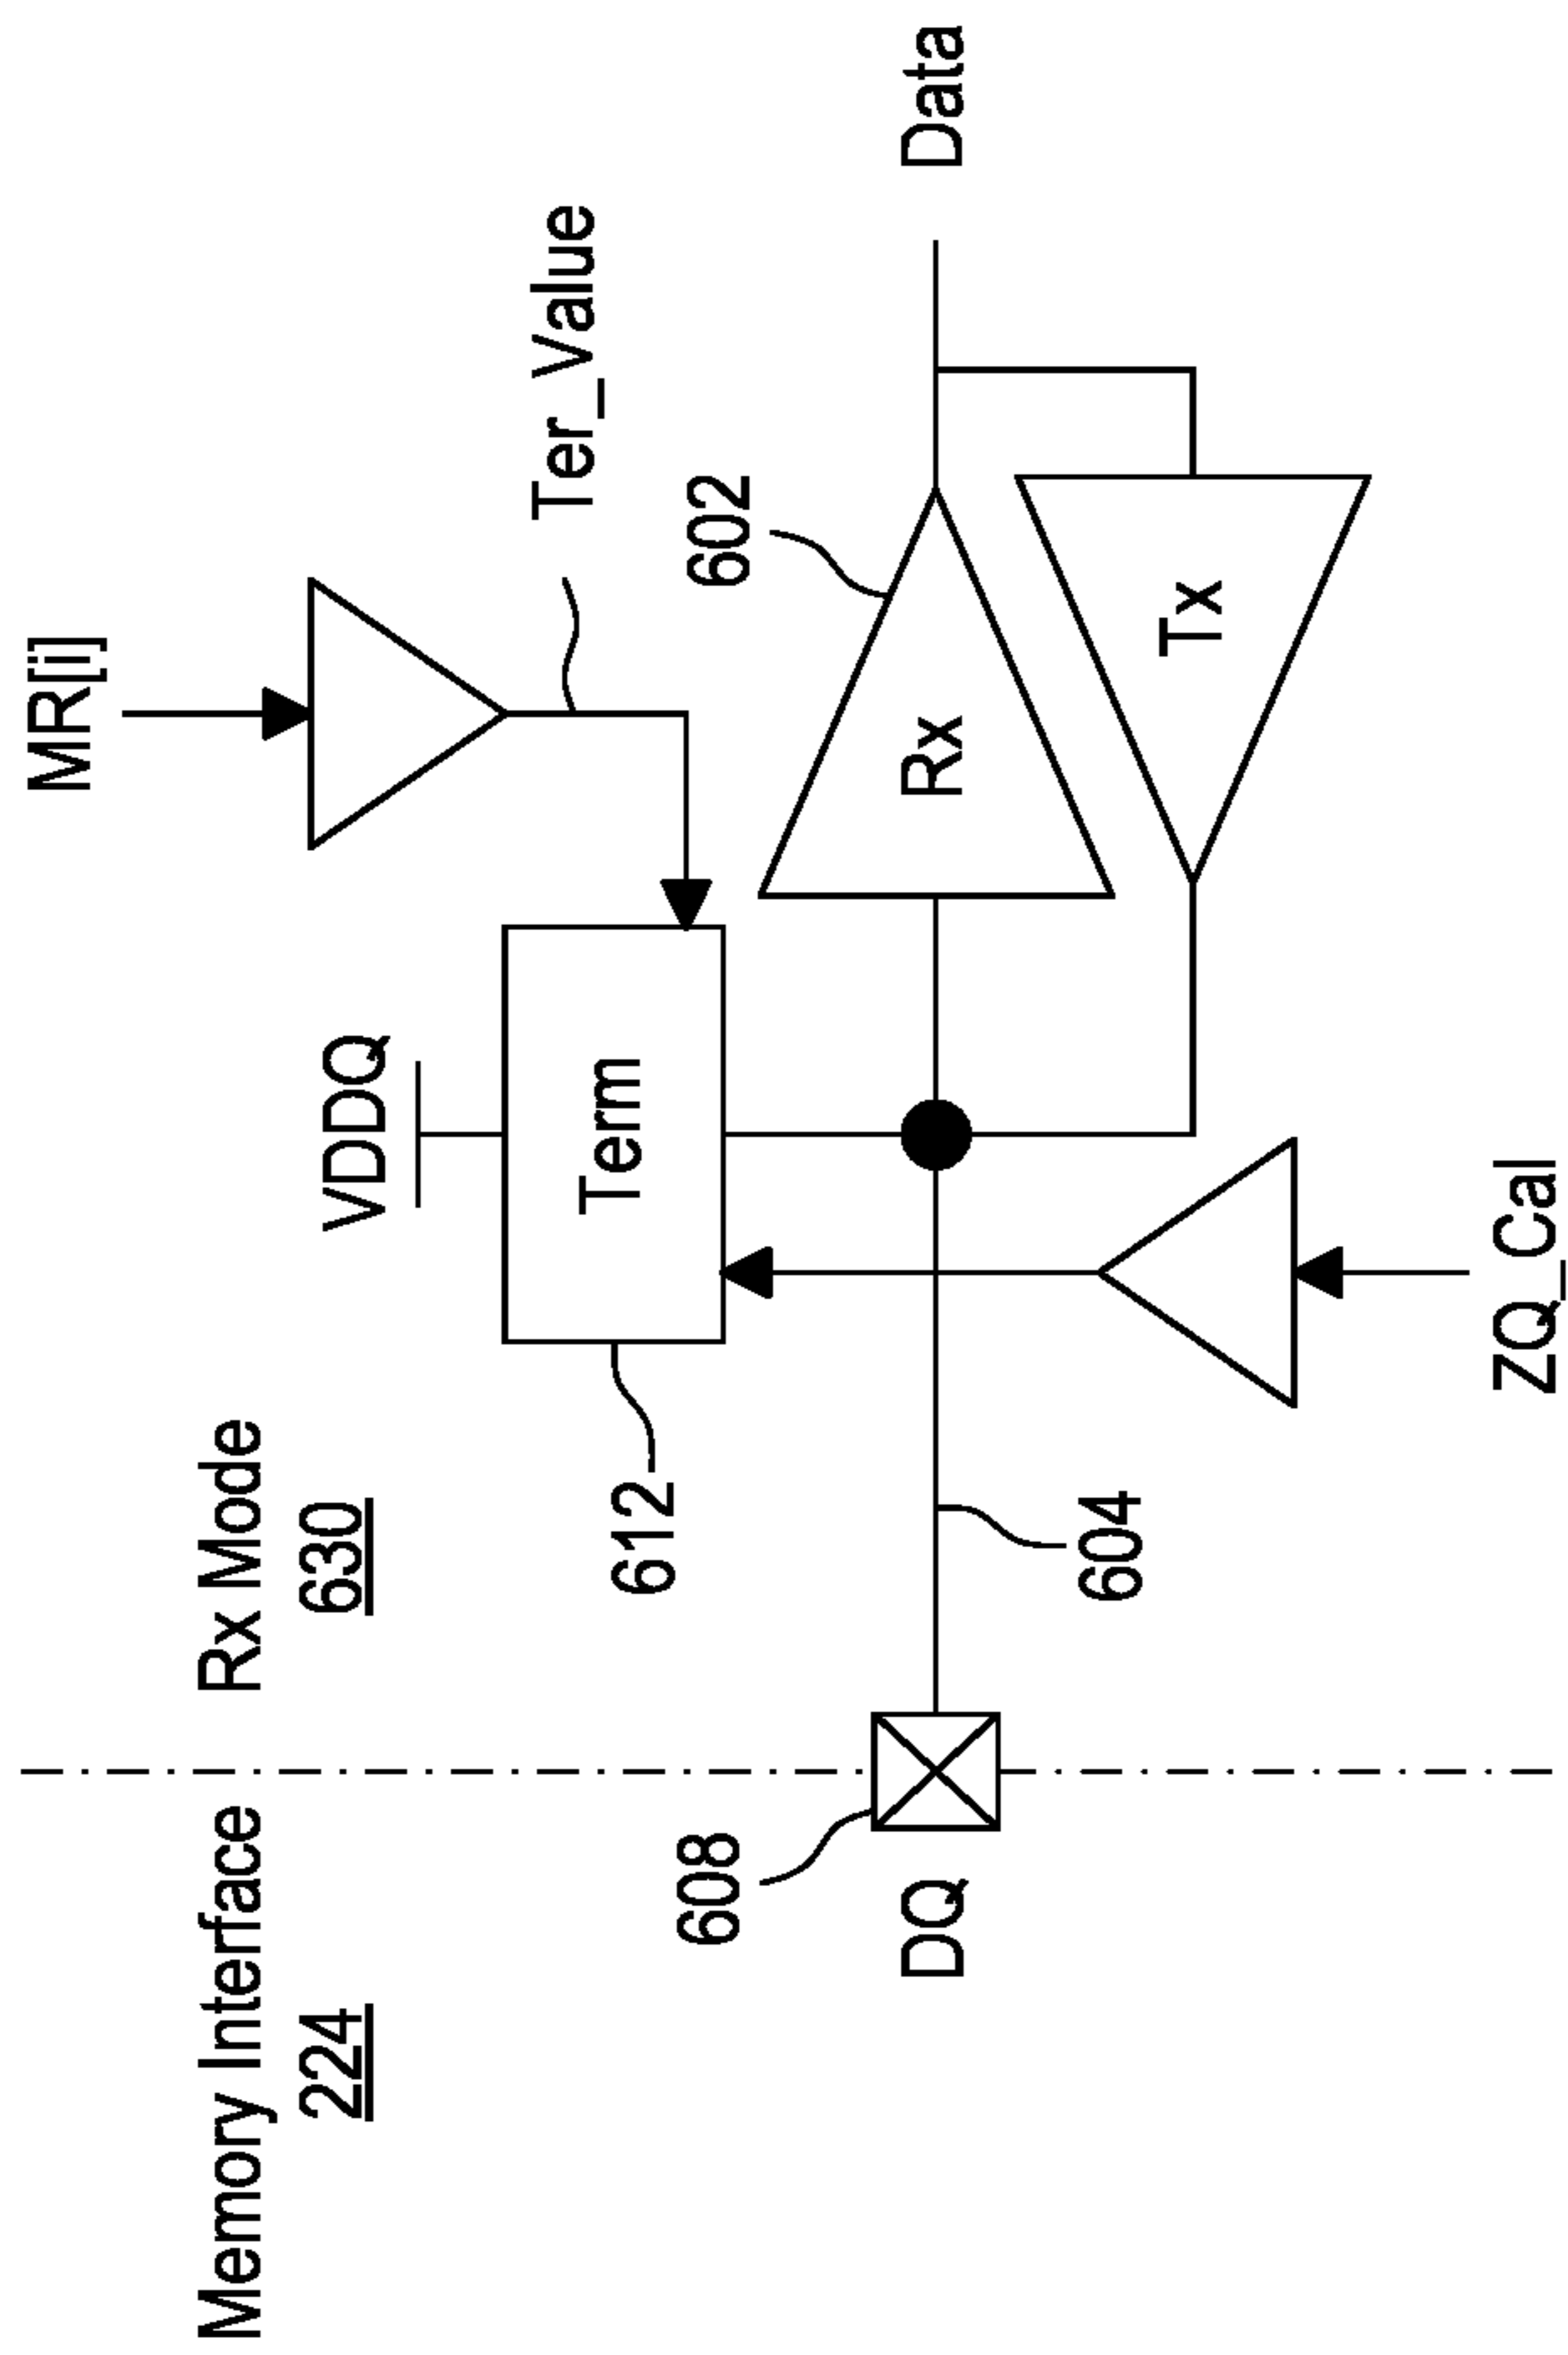 MR[i]
Memory Interface
224
Rx Mode
630
VDDQ
Ter_Value
612
Term
602
608
DQ
Rx
Data
604
Tx
ZQ_Cal